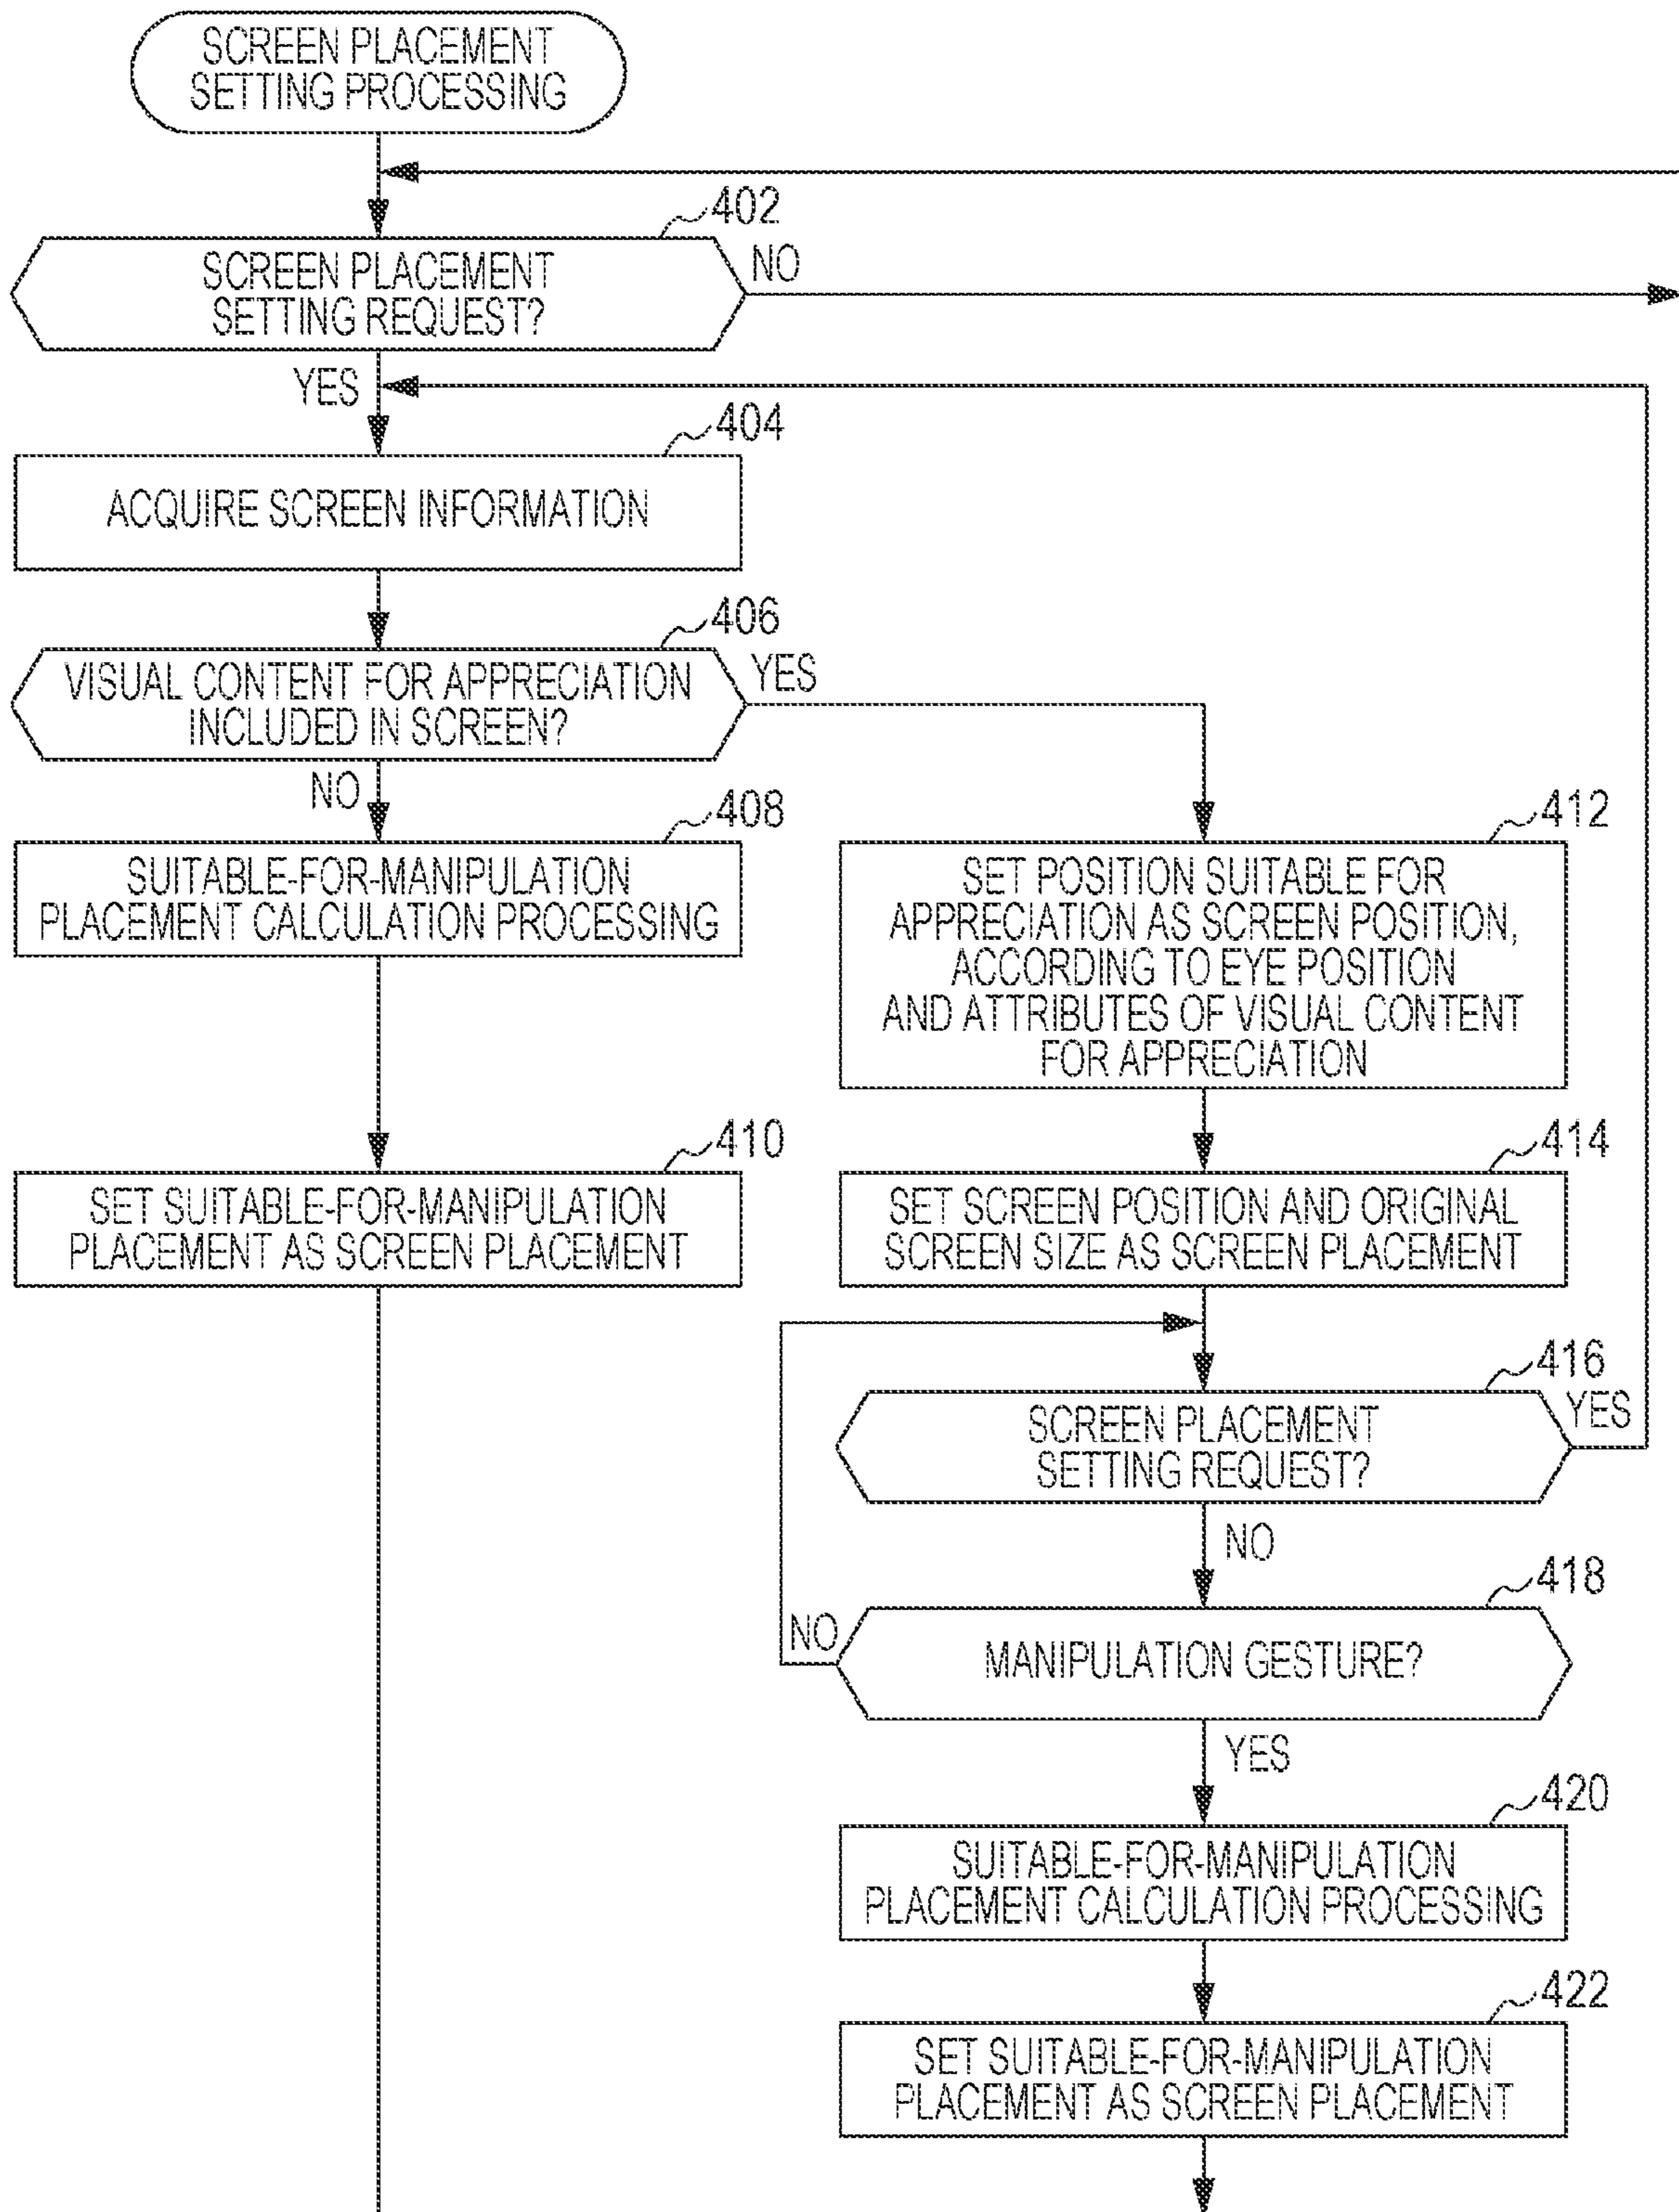 SCREEN PLACEMENT
SETTING PROCESSING
402
SCREEN PLACEMENT
SETTING REQUEST?
NO
YES
404
ACQUIRE SCREEN INFORMATION
406
VISUAL CONTENT FOR APPRECIATION
INCLUDED IN SCREEN?
YES
NO
408
SUITABLE-FOR-MANIPULATION
PLACEMENT CALCULATION PROCESSING
410
SET SUITABLE-FOR-MANIPULATION
PLACEMENT AS SCREEN PLACEMENT
412
SET POSITION SUITABLE FOR
APPRECIATION AS SCREEN POSITION,
ACCORDING TO EYE POSITION
AND ATTRIBUTES OF VISUAL CONTENT
FOR APPRECIATION
414
SET SCREEN POSITION AND ORIGINAL
SCREEN SIZE AS SCREEN PLACEMENT
416
SCREEN PLACEMENT
SETTING REQUEST?
YES
NO
418
MANIPULATION GESTURE?
NO
YES
420
SUITABLE-FOR-MANIPULATION
PLACEMENT CALCULATION PROCESSING
422
SET SUITABLE-FOR-MANIPULATION
PLACEMENT AS SCREEN PLACEMENT